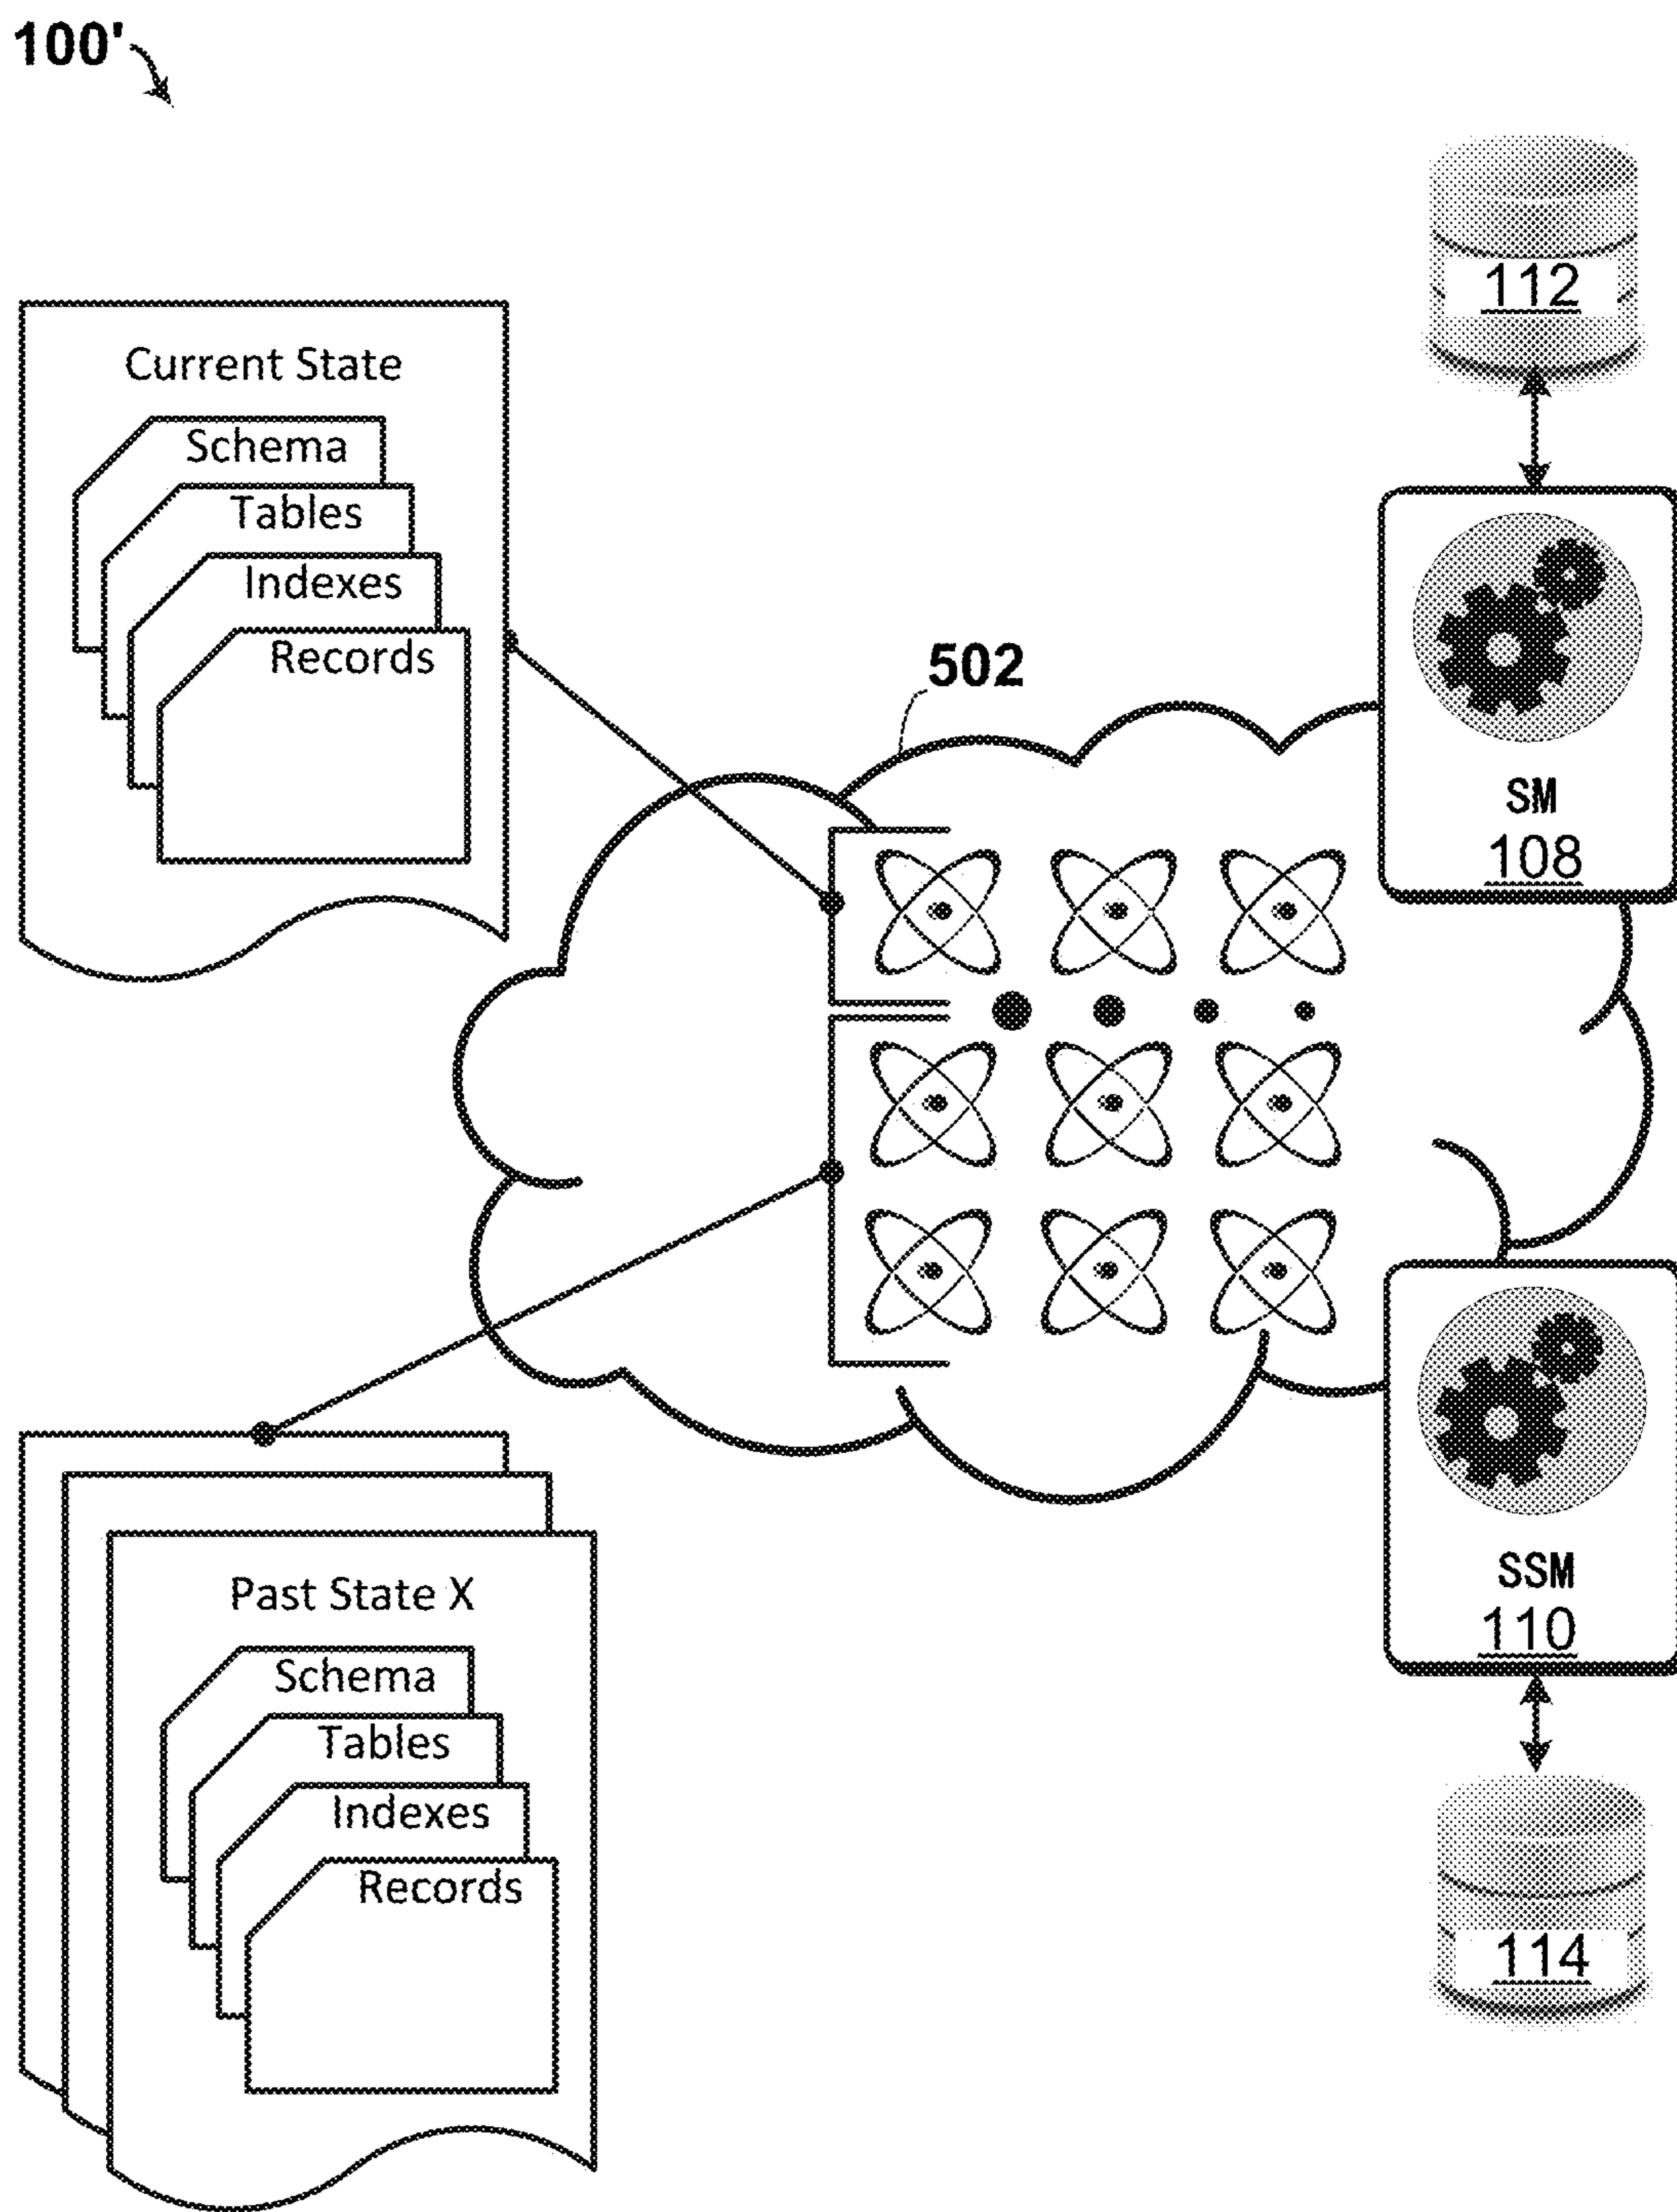 100'
112
Current State
Schema
Tables
Indexes
Records
502
SM
108
SSM
110
Past State X
Schema
Tables
Indexes
Records
114